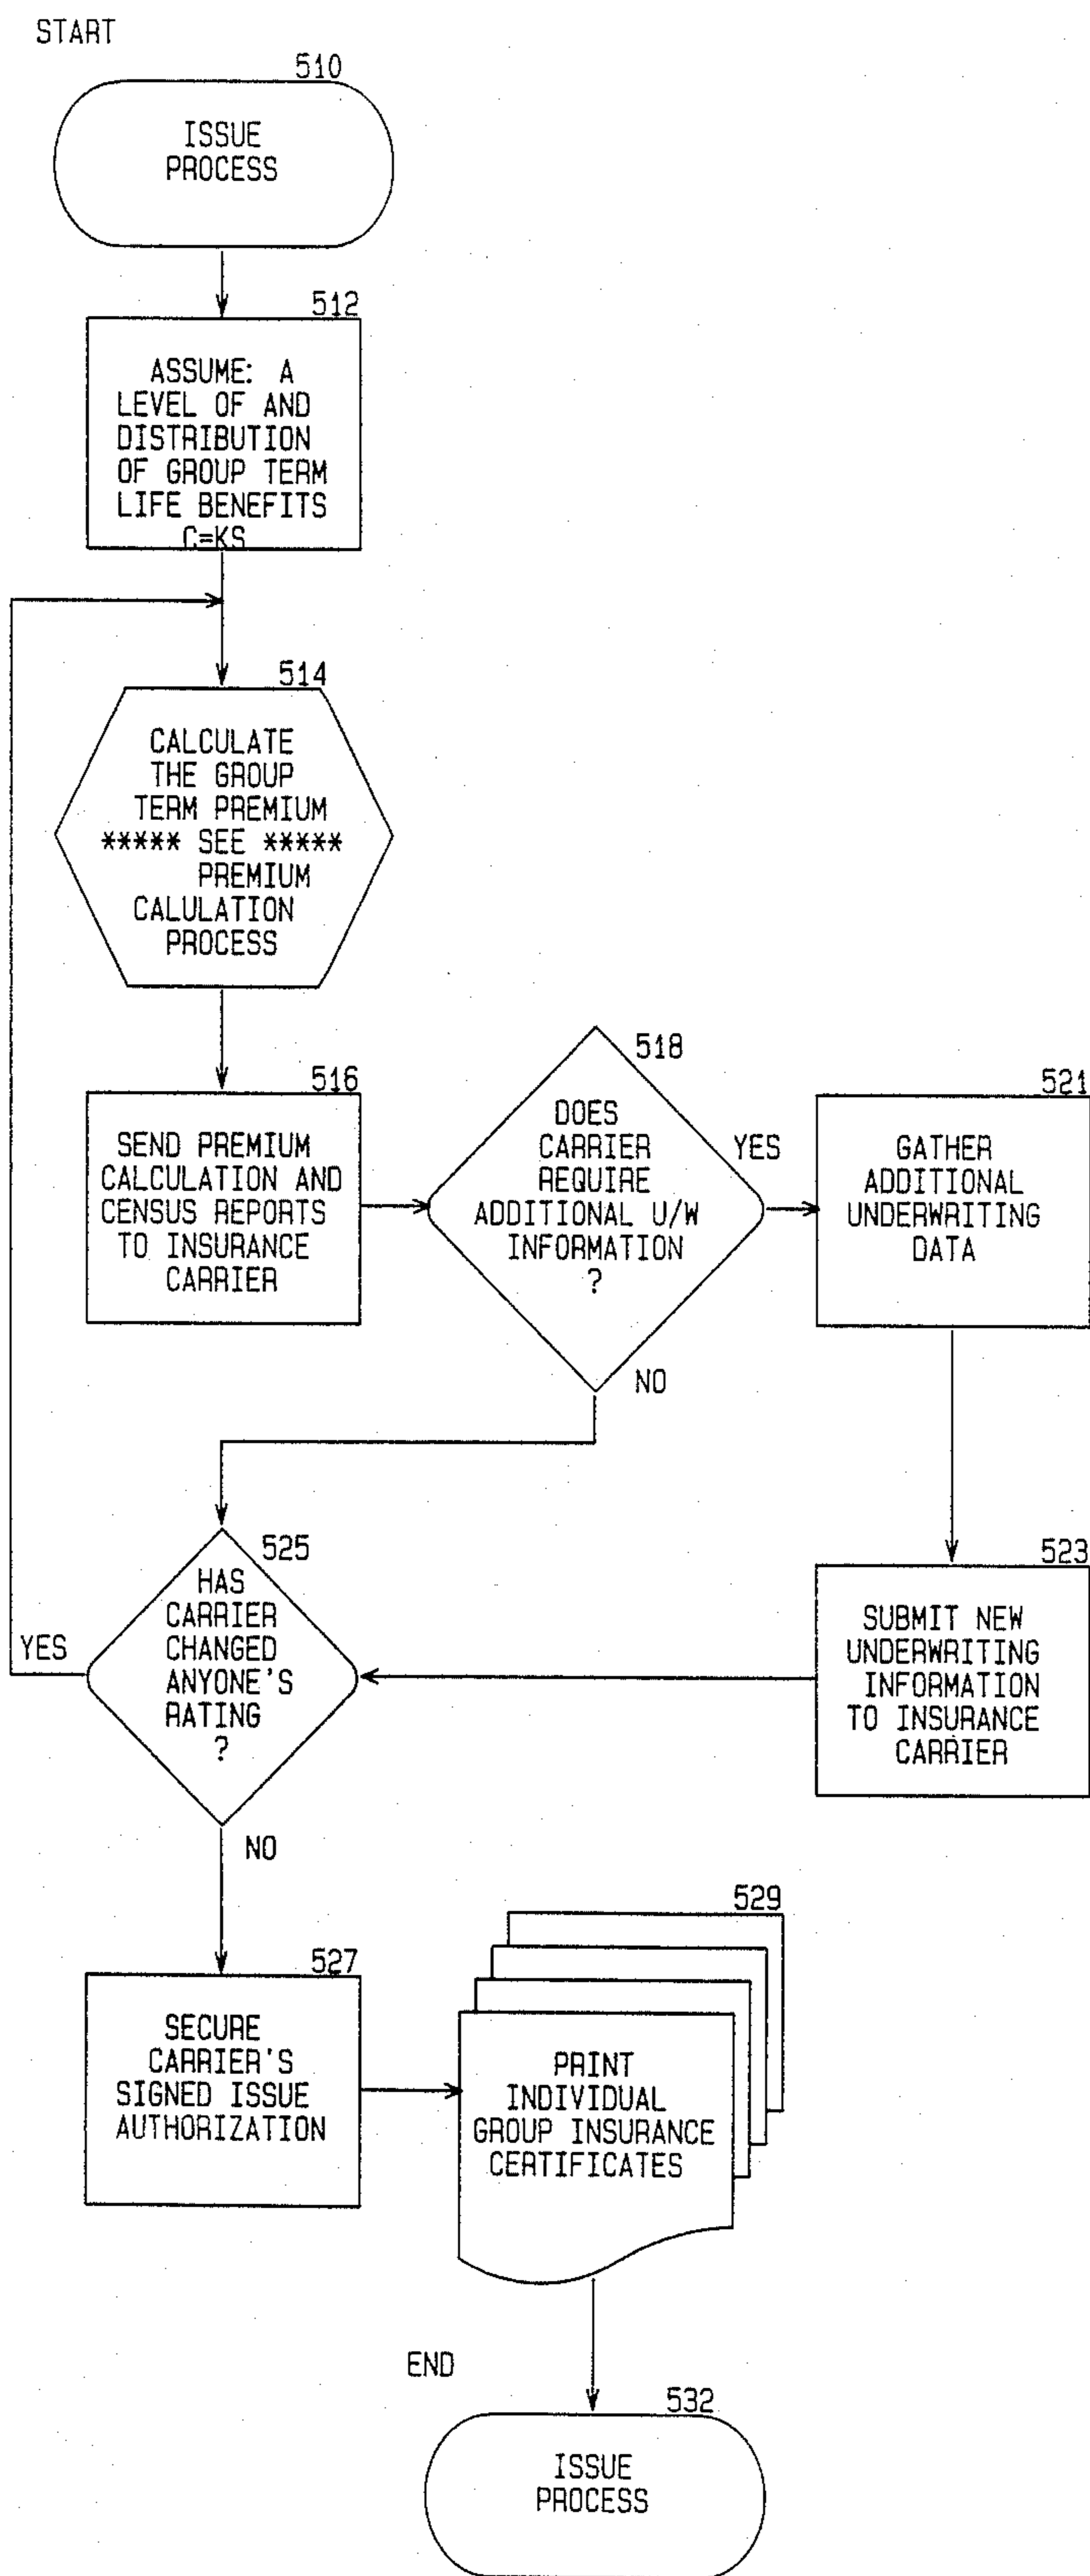 START
510
ISSUE
PROCESS
512
ASSUME: A
LEVEL OF AND
DISTRIBUTION
OF GROUP TERM
LIFE BENEFITS
C=KS
514
CALCULATE
THE GROUP
TERM PREMIUM
***** SEE *****
PREMIUM
CALULATION
PROCESS
516
SEND PREMIUM
CALCULATION AND
CENSUS REPORTS
TO INSURANCE
CARRIER
518
DOES
CARRIER
REQUIRE
ADDITIONAL U/W
INFORMATION
?
YES
NO
521
GATHER
ADDITIONAL
UNDERWRITING
DATA
523
SUBMIT NEW
UNDERWRITING
INFORMATION
TO INSURANCE
CARRIER
525
HAS
CARRIER
CHANGED
ANYONE'S
RATING
?
YES
NO
527
SECURE
CARRIER'S
SIGNED ISSUE
AUTHORIZATION
529
PRINT
INDIVIDUAL
GROUP INSURANCE
CERTIFICATES
END
532
ISSUE
PROCESS